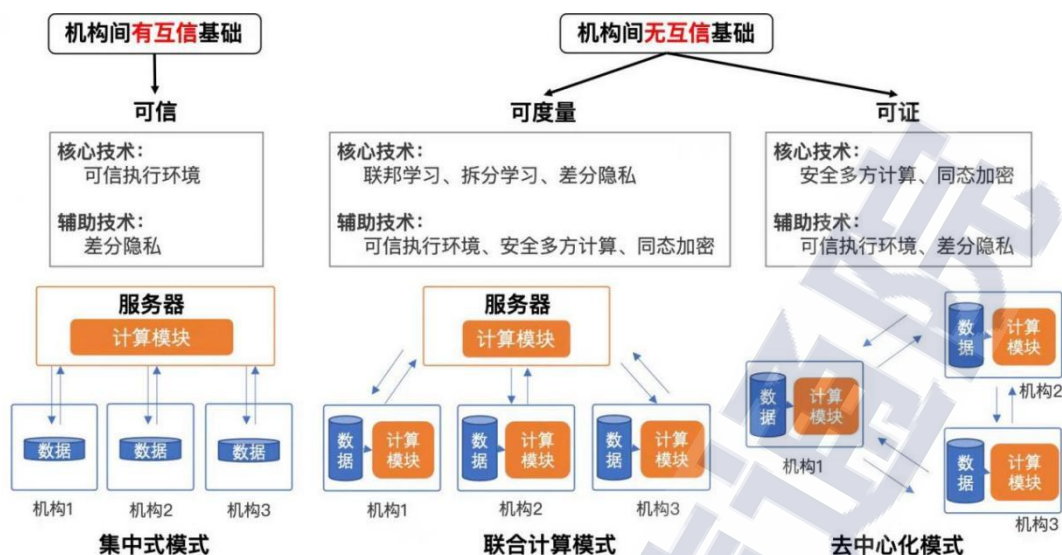 机构间有互信基础
机构间无互信基础
可信
可度量
可证
核心技术：
可信执行环境
辅助技术：
差分隐私
核心技术：
联邦学习、拆分学习、差分隐私
辅助技术：
可信执行环境、安全多方计算、同态加密
核心技术：
安全多方计算、同态加密
辅助技术：
可信执行环境、差分隐私
服务器
计算模块
数据
数据
数据
机构1
机构2
机构3
集中式模式
服务器
计算模块
数据
计算
模块
数据
计算
模块
数据
计算
模块
机构1
机构2
机构3
联合计算模式
数据
计算
模块
机构1
数据
计算
模块
机构2
数据
计算
模块
机构3
去中心化模式